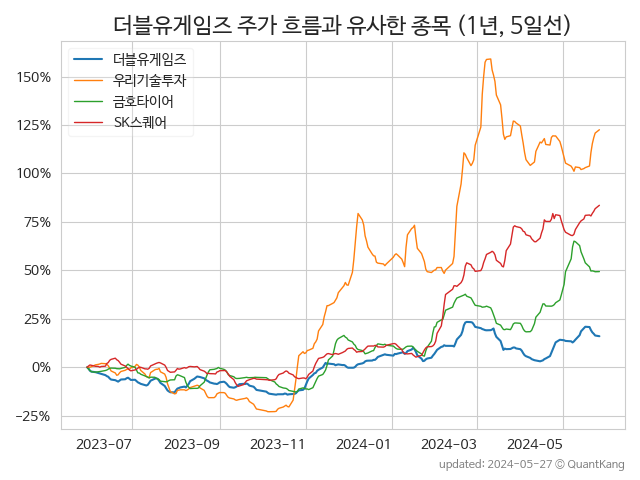 더블유게임즈 주가 흐름과 유사한 종목 (1년, 5일선)
더블유게임즈
우리기술투자
금호타이어
SK스퀘어
150%
125%
100%
75%
50%
25%
0%
−25%
2023-07 2023-09 2023-11 2024-01 2024-03 2024-05
updated: 2024-05-27 © QuantKang